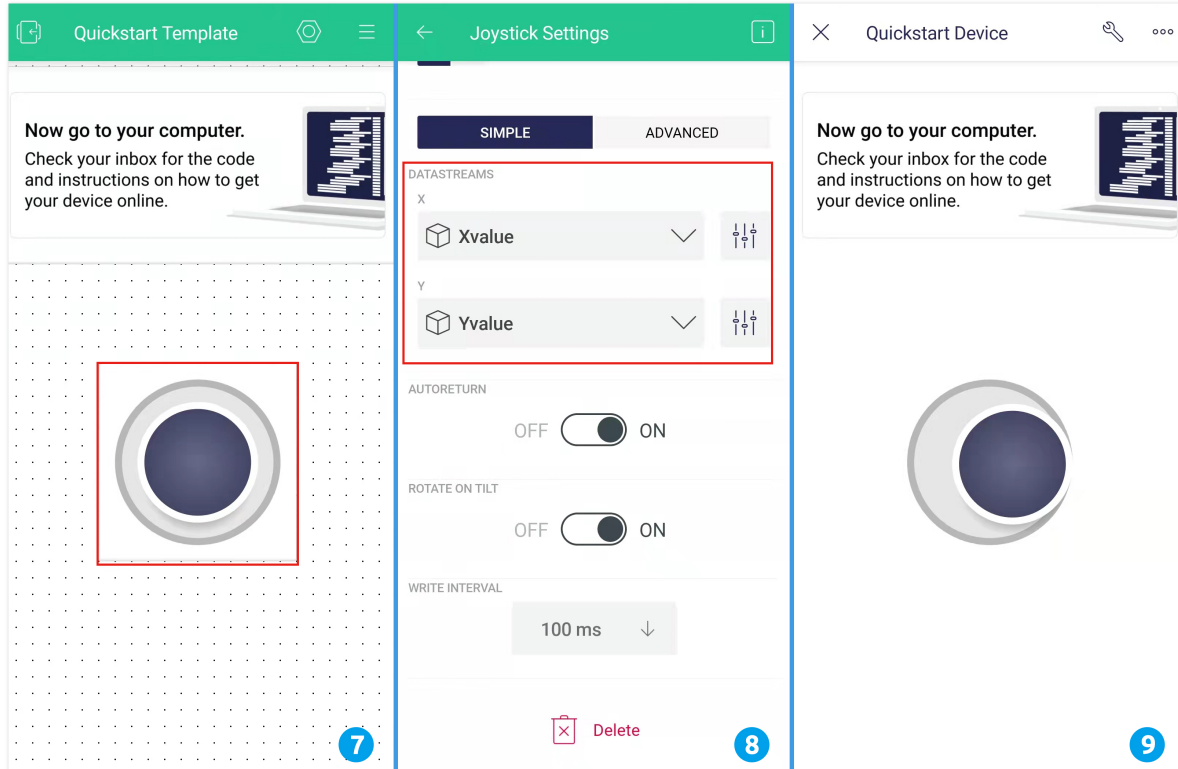 Quickstart Template
Now go to your computer.
Check your inbox for the code
and instructions on how to get
your device online.
7
Joystick Settings
i
SIMPLE
ADVANCED
DATASTREAMS
X
Xvalue
Y
Yvalue
AUTORETURN
OFF
ON
ROTATE ON TILT
OFF
ON
WRITE INTERVAL
100 ms
Delete
8
Quickstart Device
Now go to your computer.
Check your inbox for the code
and instructions on how to get
your device online.
9